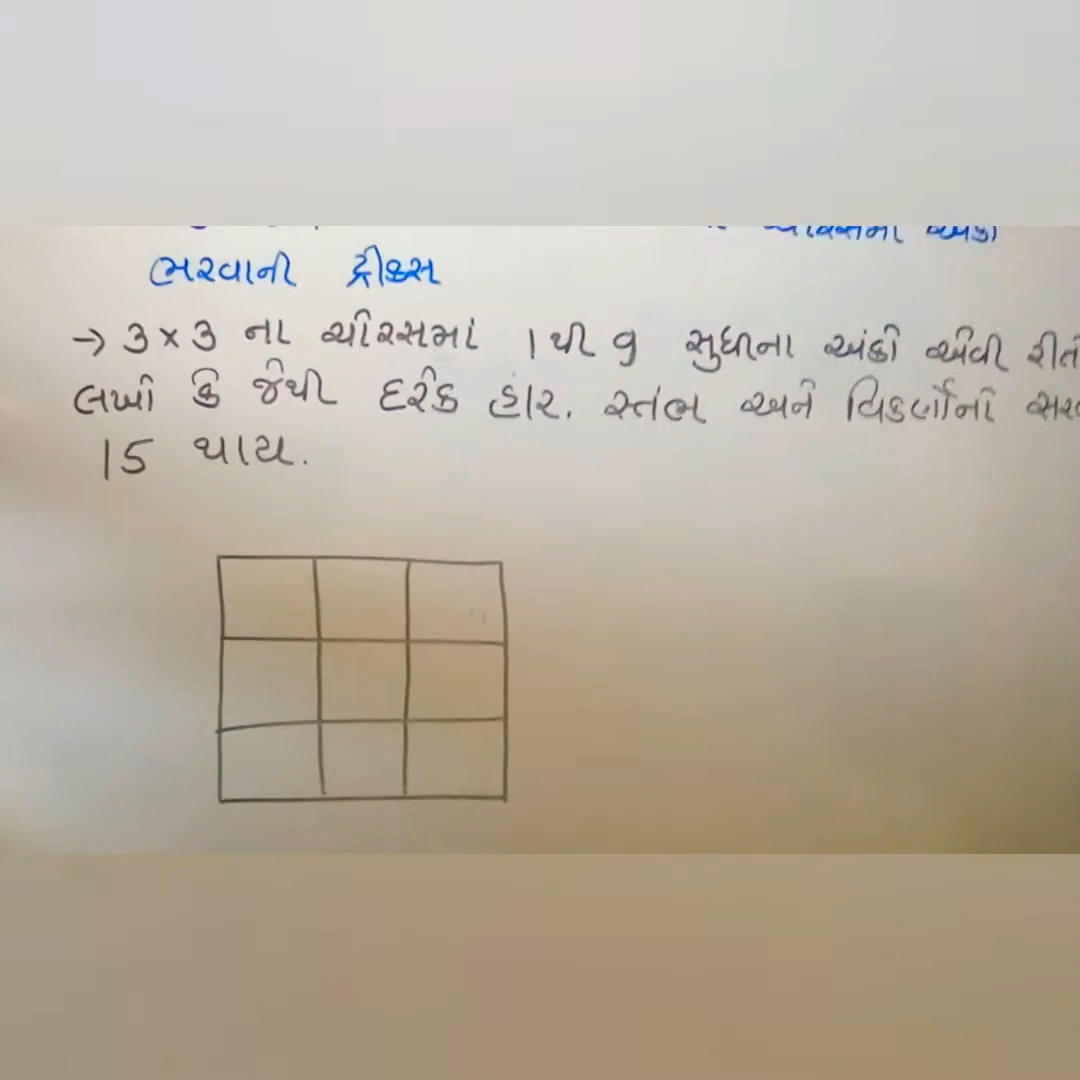 ભરવાની ટ્રીક્સ
→ 3 × 3 ના ચોરસમાં 1 થી 9 સુધીના અંકો એવી રીતે
લખો કે જેથી દરેક હાર. સ્તંભ અને વિકર્ણોનો
15 થાય.